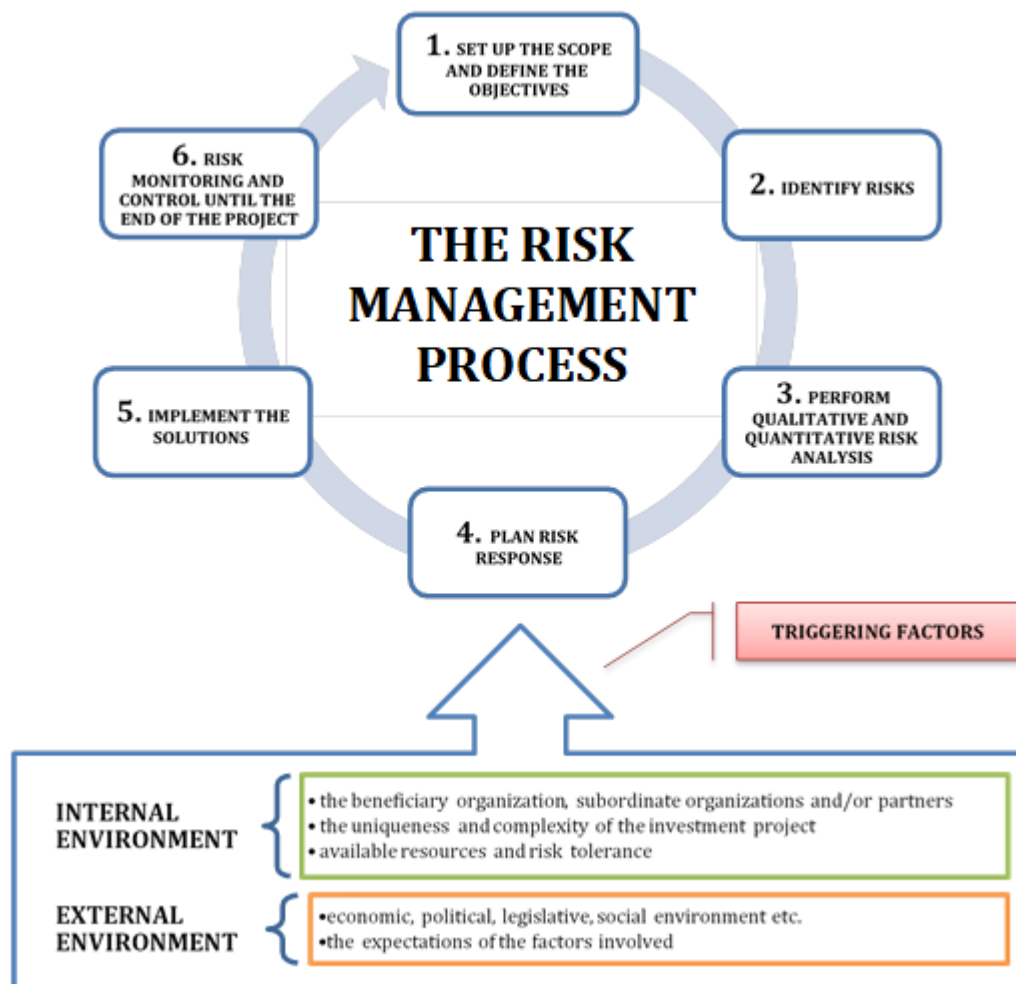 1. SET UP THE SCOPE
AND DEFINE THE
OBJECTIVES
2. IDENTIFY RISKS
3. PERFORM
QUALITATIVE AND
QUANTITATIVE RISK
ANALYSIS
4. PLAN RISK
RESPONSE
5. IMPLEMENT THE
SOLUTIONS
6. RISK
MONITORING AND
CONTROL UNTIL THE
END OF THE PROJECT
THE RISK
MANAGEMENT
PROCESS
TRIGGERING FACTORS
INTERNAL
ENVIRONMENT
• the beneficiary organization, subordinate organizations and/or partners
• the uniqueness and complexity of the investment project
• available resources and risk tolerance
EXTERNAL
ENVIRONMENT
•economic, political, legislative, social environment etc.
•the expectations of the factors involved